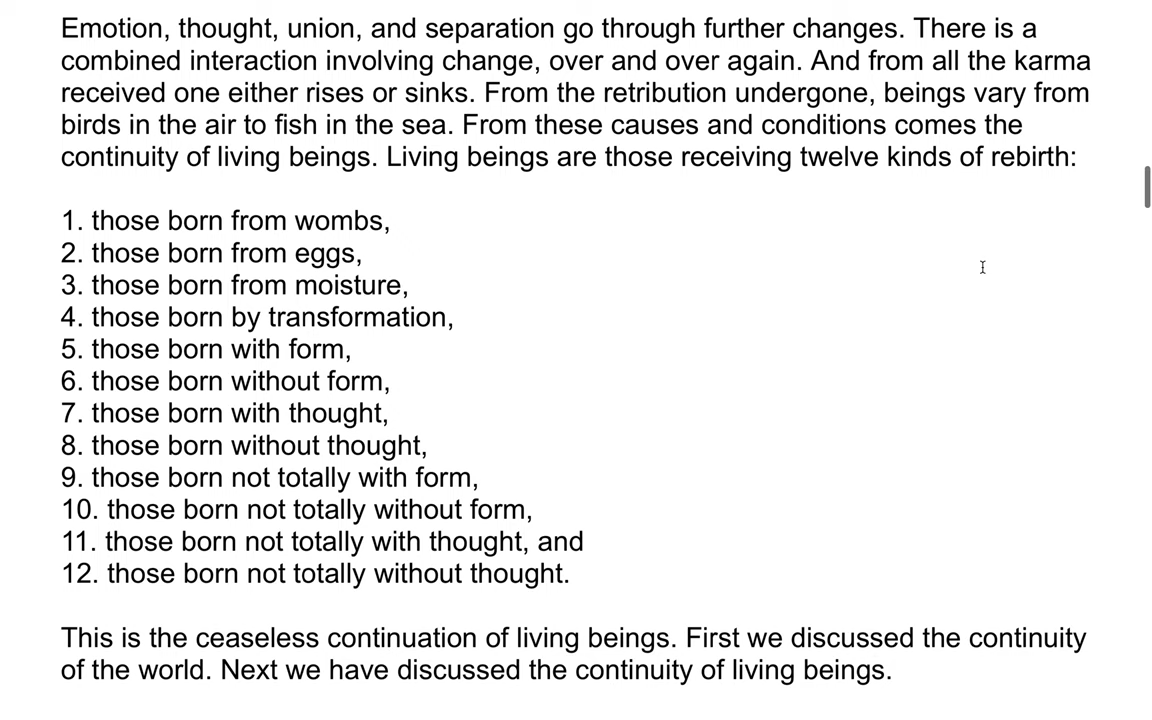 Emotion, thought, union, and separation go through further changes. There is a
combined interaction involving change, over and over again. And from all the karma
received one either rises or sinks. From the retribution undergone, beings vary from
birds in the air to fish in the sea. From these causes and conditions comes the
continuity of living beings. Living beings are those receiving twelve kinds of rebirth:
1. those born from wombs,
2. those born from eggs,
3. those born from moisture,
4. those born by transformation,
5. those born with form,
6. those born without form,
7. those born with thought,
8. those born without thought,
9. those born not totally with form,
10. those born not totally without form,
11. those born not totally with thought, and
12. those born not totally without thought.
This is the ceaseless continuation of living beings. First we discussed the continuity
of the world. Next we have discussed the continuity of living beings.